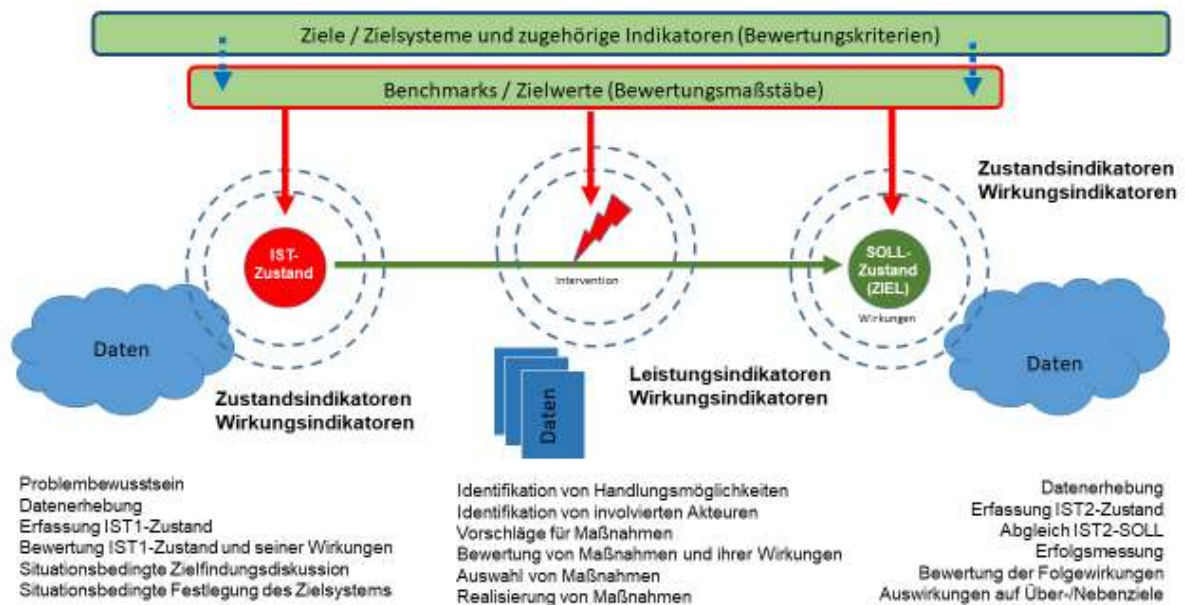 Ziele / Zielsysteme und zugehörige Indikatoren (Bewertungskriterien)
Benchmarks / Zielwerte (Bewertungsmaßstäbe)
Zustandsindikatoren
Wirkungsindikatoren
IST-
Zustand
Intervention
SOLL-
Zustand
(ZIEL)
Wirkungen
Daten
Daten
Zustandsindikatoren
Wirkungsindikatoren
Daten
Leistungsindikatoren
Wirkungsindikatoren
Problembewusstsein
Datenerhebung
Erfassung IST1-Zustand
Bewertung IST1-Zustand und seiner Wirkungen
Situationsbedingte Zielfindungsdiskussion
Situationsbedingte Festlegung des Zielsystems
Identifikation von Handlungsmöglichkeiten
Identifikation von involvierten Akteuren
Vorschläge für Maßnahmen
Bewertung von Maßnahmen und ihrer Wirkungen
Auswahl von Maßnahmen
Realisierung von Maßnahmen
Datenerhebung
Erfassung IST2-Zustand
Abgleich IST2-SOLL
Erfolgsmessung
Bewertung der Folgewirkungen
Auswirkungen auf Über-/Nebenziele